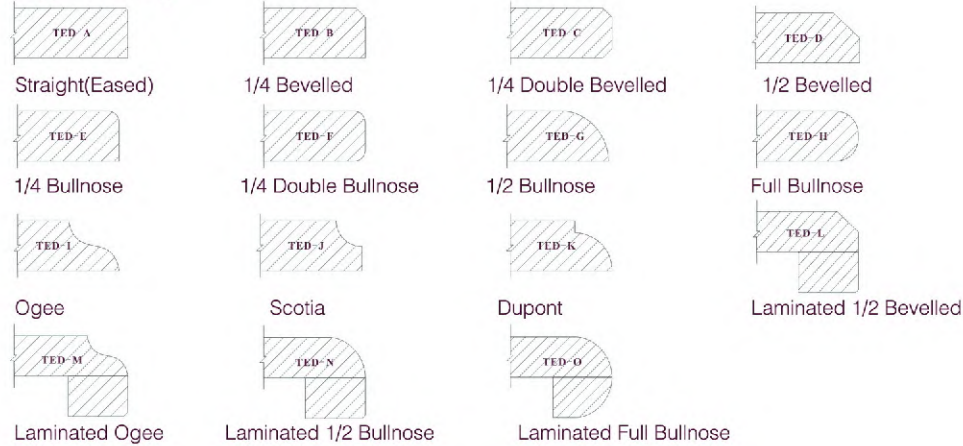 TED-A TED-B TED-C TED-D
Straight(Eased) 1/4 Bevelled 1/4 Double Bevelled 1/2 Bevelled
TED-E TED-F TED-G TED-H
1/4 Bullnose 1/4 Double Bullnose 1/2 Bullnose Full Bullnose
TED-I TED-J TED-K TED-L
Ogee Scotia Dupont Laminated 1/2 Bevelled
TED-M TED-N TED-O
Laminated Ogee Laminated 1/2 Bullnose Laminated Full Bullnose